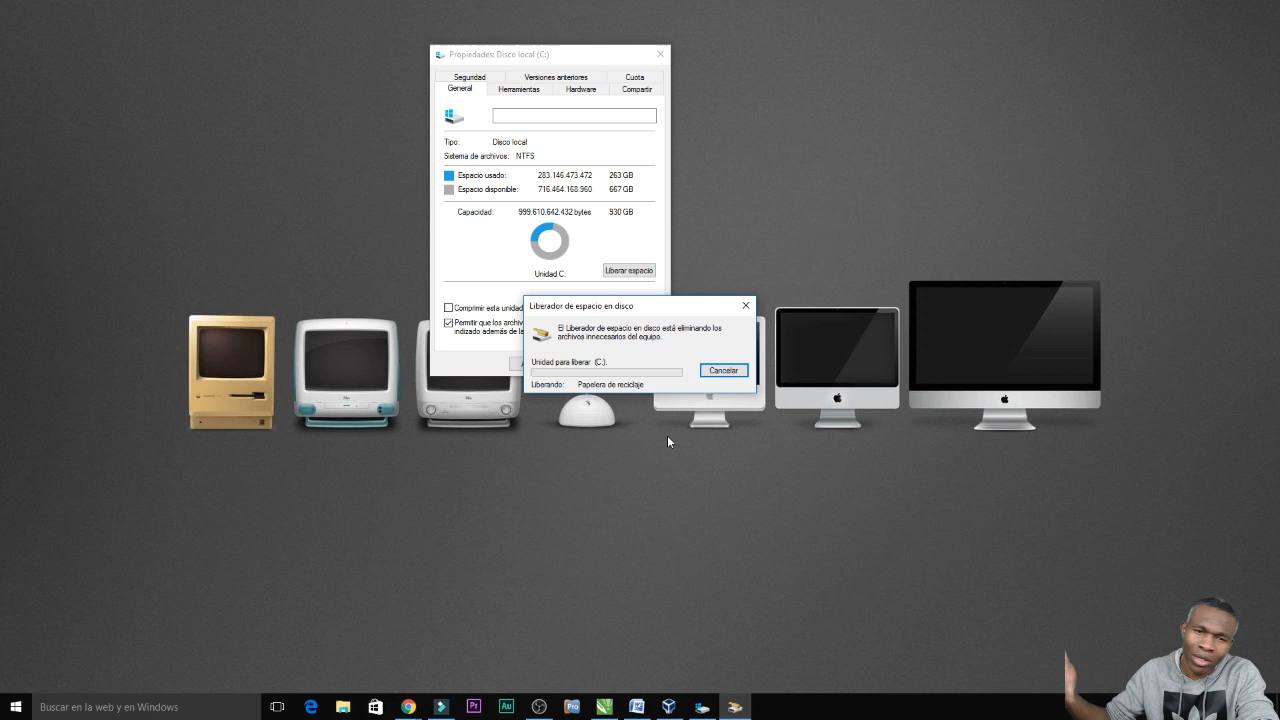 Propiedades: Disco local (C:)
Seguridad
Versiones anteriores
Cuota
General
Herramientas
Hardware
Compartir
Tipo:
Disco local
Sistema de archivos:
NTFS
Espacio usado:
283.146.473.472
263 GB
Espacio disponible:
716.464.168.960
667 GB
Capacidad:
999.610.642.432 bytes
930 GB
Unidad C:
Liberar espacio
Comprimir esta unidad
Permitir que los archiv
indizado además de la
Liberador de espacio en disco
El Liberador de espacio en disco está eliminando los
archivos innecesarios del equipo.
Unidad para liberar (C:).
Cancelar
Liberando:
Papelera de reciclaje
Buscar en la web y en Windows
Pr
Au
Pro